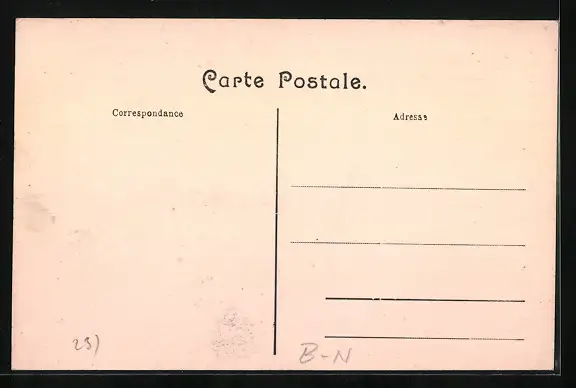 Carte Postale.
Correspondance
Adresse
23)
B-N